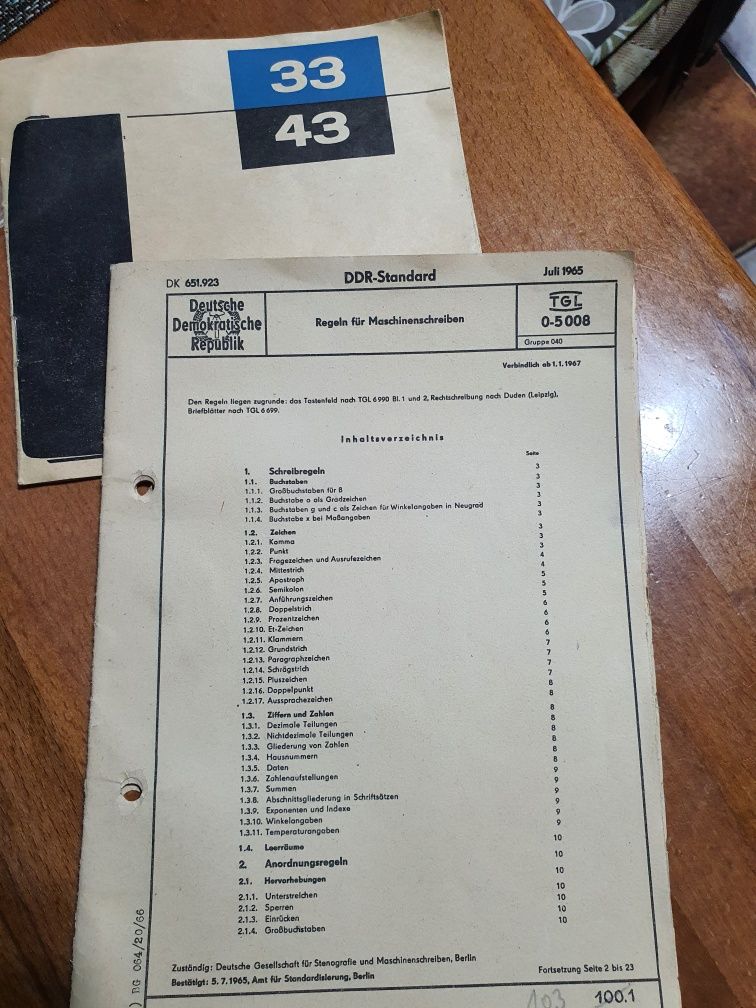 33
43
DK 651.923
DDR-Standard
Juli 1965
Deutsche
Demokratische
Republik
Regeln für Maschinenschreiben
TGL
0-5008
Gruppe 040
Verbindlich ab 1.1.1967
Den Regeln liegen zugrunde: das Tastenfeld nach TGL 6990 Bl. 1 und 2, Rechtschreibung nach Duden (Leipzig),
Briefblätter nach TGL 6699.
Inhaltsverzeichnis
Seite
1. Schreibregeln 3
1.1. Buchstaben 3
1.1.1. Großbuchstaben für ß 3
1.1.2. Buchstabe o als Gradzeichen 3
1.1.3. Buchstaben g und c als Zeichen für Winkelangaben in Neugrad 3
1.1.4. Buchstabe x bei Maßangaben 3
1.2. Zeichen 3
1.2.1. Komma 3
1.2.2. Punkt 3
1.2.3. Fragezeichen und Ausrufezeichen 4
1.2.4. Mittestrich 4
1.2.5. Apostroph 5
1.2.6. Semikolon 5
1.2.7. Anführungszeichen 5
1.2.8. Doppelstrich 6
1.2.9. Prozentzeichen 6
1.2.10. Et-Zeichen 6
1.2.11. Klammern 6
1.2.12. Grundstrich 7
1.2.13. Paragraphzeichen 7
1.2.14. Schrägstrich 7
1.2.15. Pluszeichen 7
1.2.16. Doppelpunkt 8
1.2.17. Aussprachezeichen 8
1.3. Ziffern und Zahlen 8
1.3.1. Dezimale Teilungen 8
1.3.2. Nichtdezimale Teilungen 8
1.3.3. Gliederung von Zahlen 8
1.3.4. Hausnummern 8
1.3.5. Daten 8
1.3.6. Zahlenaufstellungen 9
1.3.7. Summen 9
1.3.8. Abschnittsgliederung in Schriftsätzen 9
1.3.9. Exponenten und Indexe 9
1.3.10. Winkelangaben 9
1.3.11. Temperaturangaben 9
1.4. Leerräume 10
2. Anordnungsregeln 10
2.1. Hervorhebungen 10
2.1.1. Unterstreichen 10
2.1.2. Sperren 10
2.1.3. Einrücken 10
2.1.4. Großbuchstaben 10
) BG 064/20/66
Zuständig: Deutsche Gesellschaft für Stenografie und Maschinenschreiben, Berlin
Bestätigt: 5.7.1965, Amt für Standardisierung, Berlin
Fortsetzung Seite 2 bis 23
103
100.1